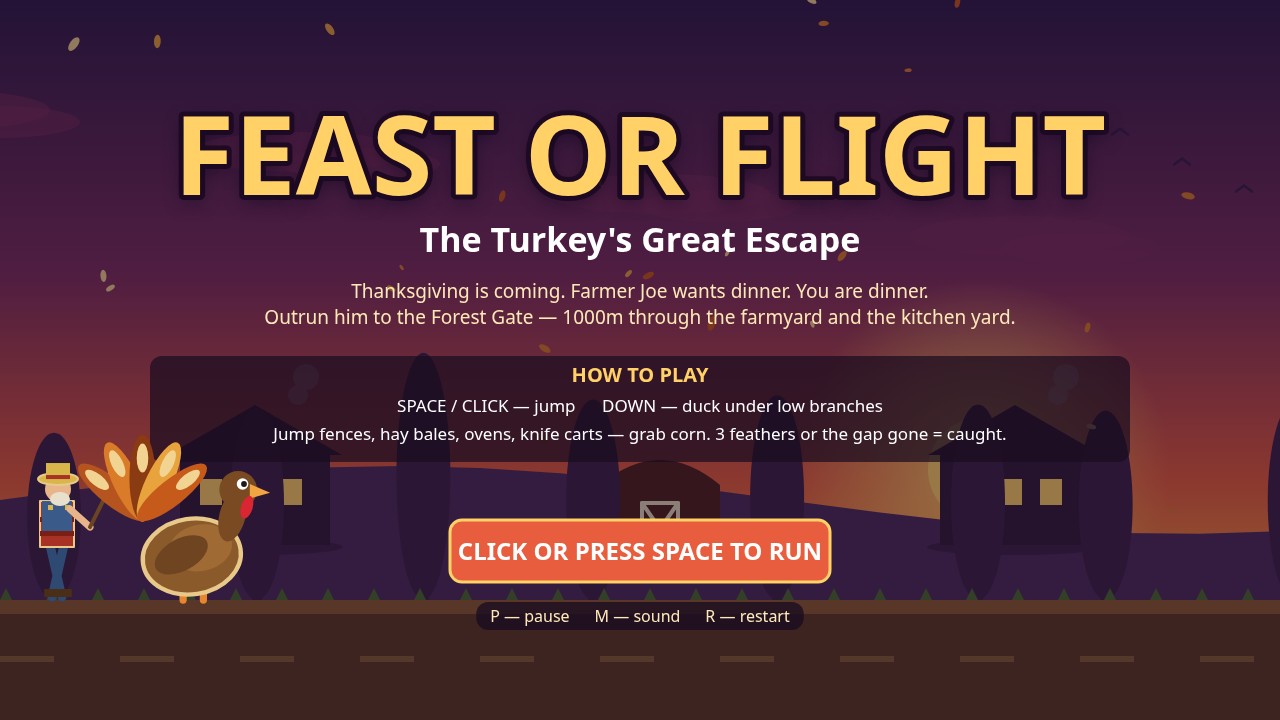 FEAST OR FLIGHT
The Turkey's Great Escape
Thanksgiving is coming. Farmer Joe wants dinner. You are dinner.
Outrun him to the Forest Gate — 1000m through the farmyard and the kitchen yard.
HOW TO PLAY
SPACE / CLICK — jump DOWN — duck under low branches
Jump fences, hay bales, ovens, knife carts — grab corn. 3 feathers or the gap gone = caught.
CLICK OR PRESS SPACE TO RUN
P — pause M — sound R — restart